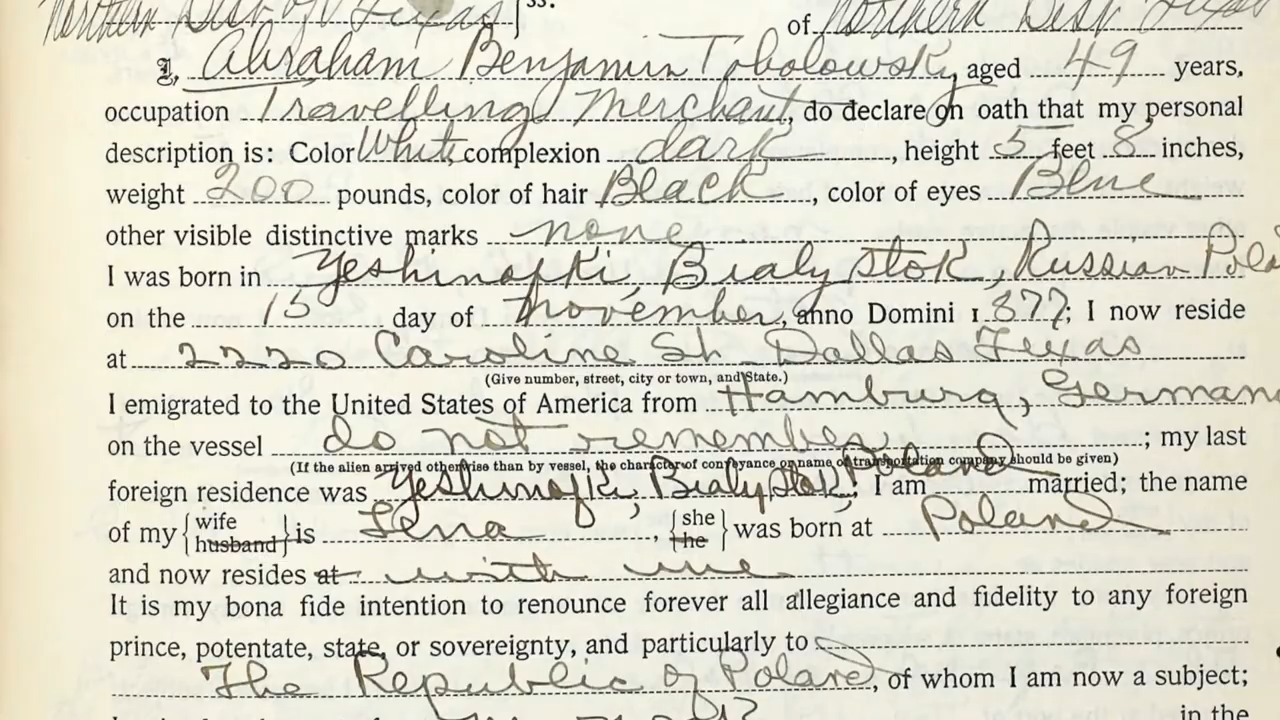 Northern Dist of Texas ss. of Northern Dist Texas
I, Abraham Benjamin Tobolowsky, aged 49 years,
occupation Travelling Merchant, do declare on oath that my personal
description is: Color White, complexion dark, height 5 feet 8 inches,
weight 200 pounds, color of hair Black, color of eyes Blue
other visible distinctive marks none
I was born in Yeshinofki, Bialy stok, Russian Pola
on the 15 day of November, anno Domini 1877; I now reside
at 2220 Caroline St. Dallas Texas
(Give number, street, city or town, and State.)
I emigrated to the United States of America from Hamburg, German
on the vessel do not remember; my last
(If the alien arrived otherwise than by vessel, the character of conveyance or name of transportation company should be given)
foreign residence was Yeshinofki, Bialystok, Poland; I am married; the name
of my {wife husband} is Lena, {she he} was born at Poland
and now resides at with me
It is my bona fide intention to renounce forever all allegiance and fidelity to any foreign
prince, potentate, state, or sovereignty, and particularly to
The Republic of Poland, of whom I am now a subject;
in the